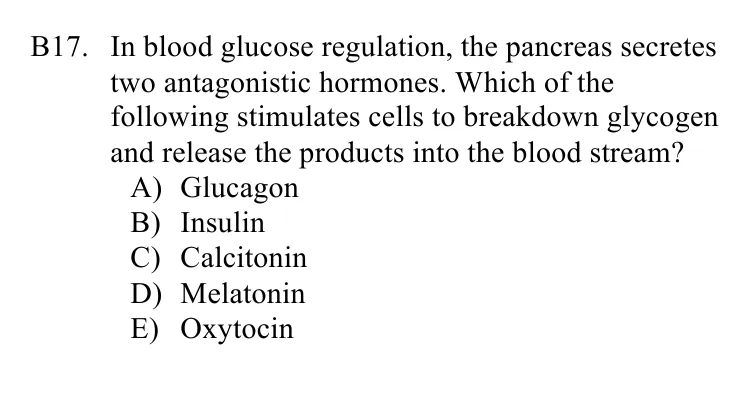 B17. In blood glucose regulation, the pancreas secretes
two antagonistic hormones. Which of the
following stimulates cells to breakdown glycogen
and release the products into the blood stream?
A) Glucagon
B) Insulin
C) Calcitonin
D) Melatonin
E) Oxytocin